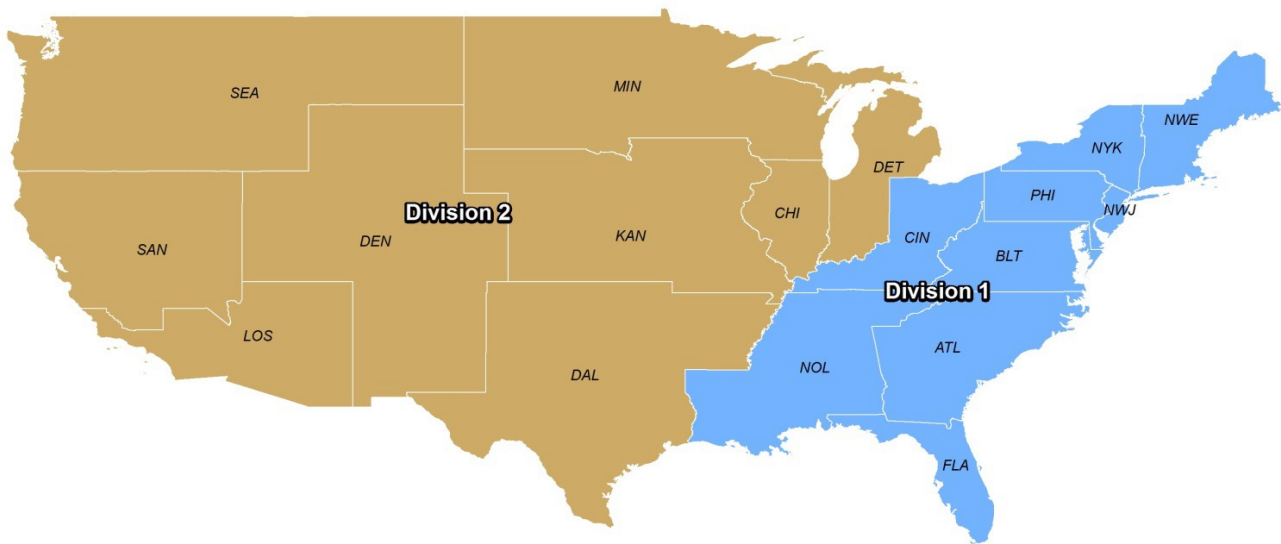 SEA
MIN
NWE
NYK
DET
PHI
CHI
NWJ
Division 2
KAN
CIN
DEN
SAN
BLT
Division 1
LOS
ATL
NOL
DAL
FLA